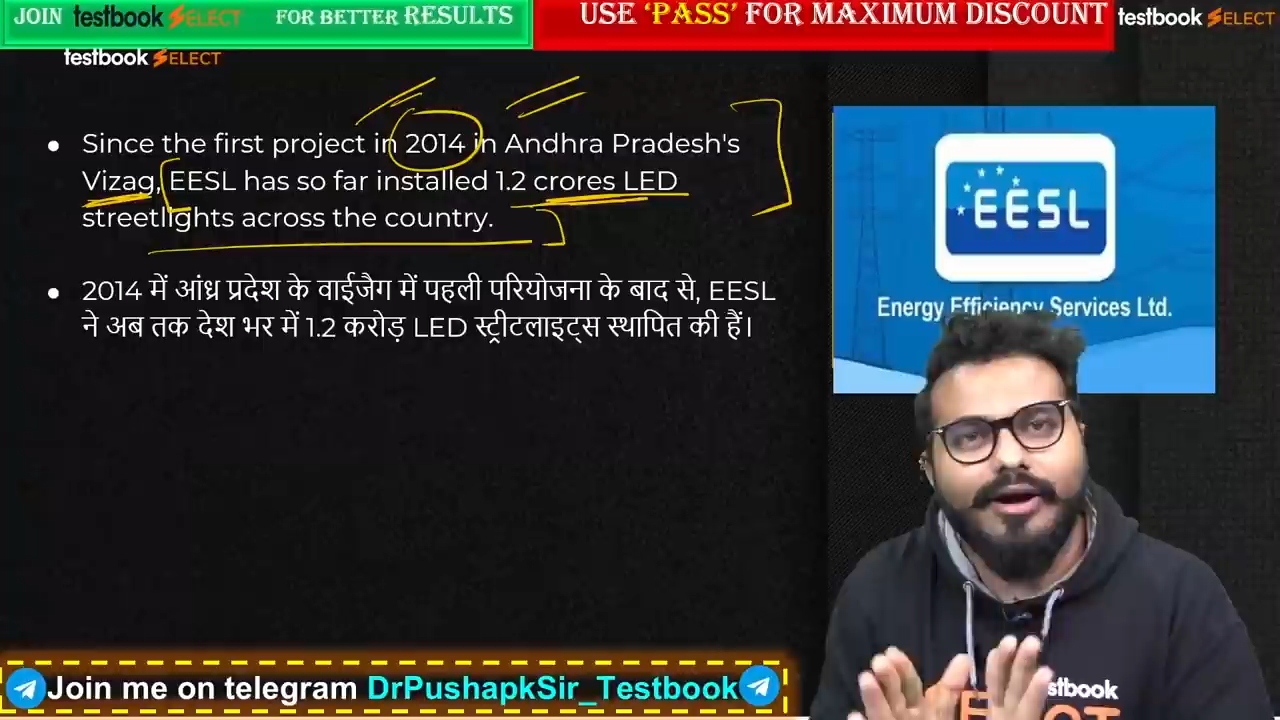 JOIN testbook SELECT FOR BETTER RESULTS
USE ‘PASS’ FOR MAXIMUM DISCOUNT
testbook SELECT
testbook SELECT
Since the first project in 2014 in Andhra Pradesh's
Vizag, EESL has so far installed 1.2 crores LED
streetlights across the country.
2014 में आंध्र प्रदेश के वाईजैग में पहली परियोजना के बाद से, EESL
ने अब तक देश भर में 1.2 करोड़ LED स्ट्रीटलाइट्स स्थापित की हैं।
EESL
Energy Efficiency Services Ltd.
Join me on telegram DrPushapkSir_Testbook